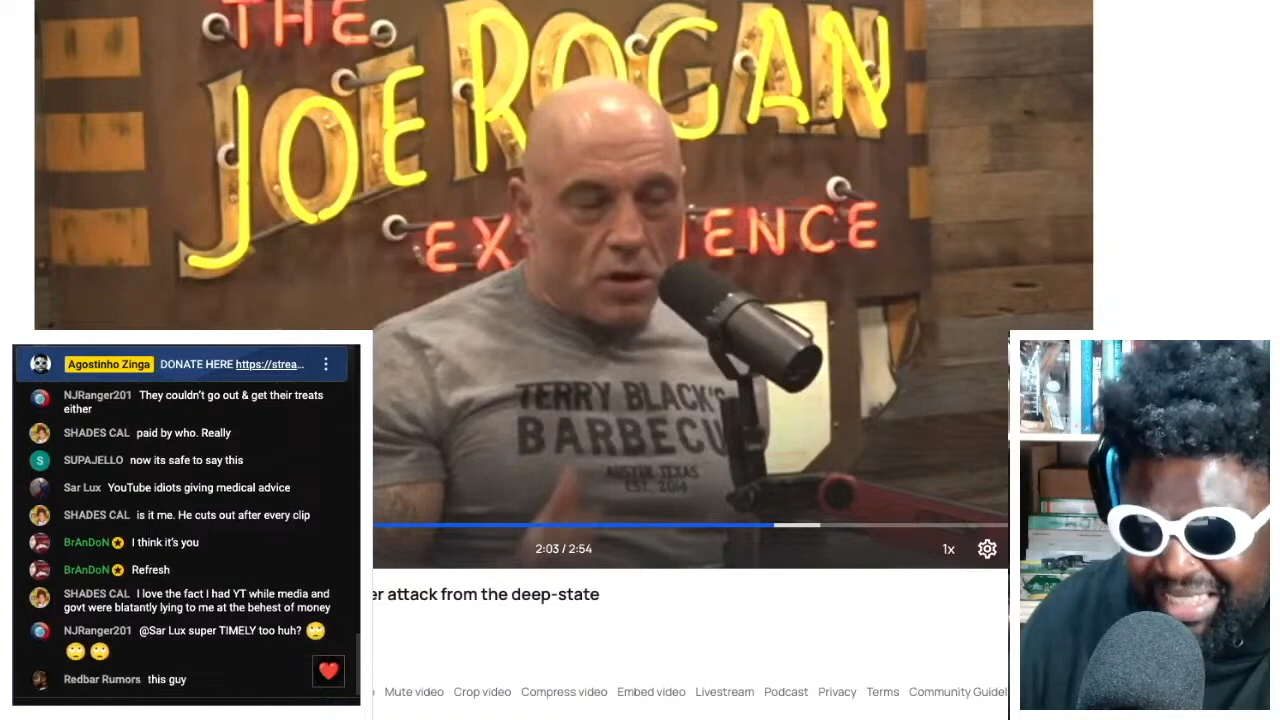 THE
JOE ROGAN
EX IENCE
TERRY BLACK'S
BARBECU
AUSTIN, TEXAS
EST. 2014
Agostinho Zinga DONATE HERE https://strea...
NJRanger201 They couldn't go out & get their treats
either
SHADES CAL paid by who. Really
S SUPAJELLO now its safe to say this
Sar Lux YouTube idiots giving medical advice
SHADES CAL is it me. He cuts out after every clip
BrAnDoN I think it's you
BrAnDoN Refresh
SHADES CAL I love the fact I had YT while media and
govt were blatantly lying to me at the behest of money
NJRanger201 @Sar Lux super TIMELY too huh? 🙄
🙄🙄
Redbar Rumors this guy
2:03 / 2:54
1x
er attack from the deep-state
Mute video Crop video Compress video Embed video Livestream Podcast Privacy Terms Community Guidel